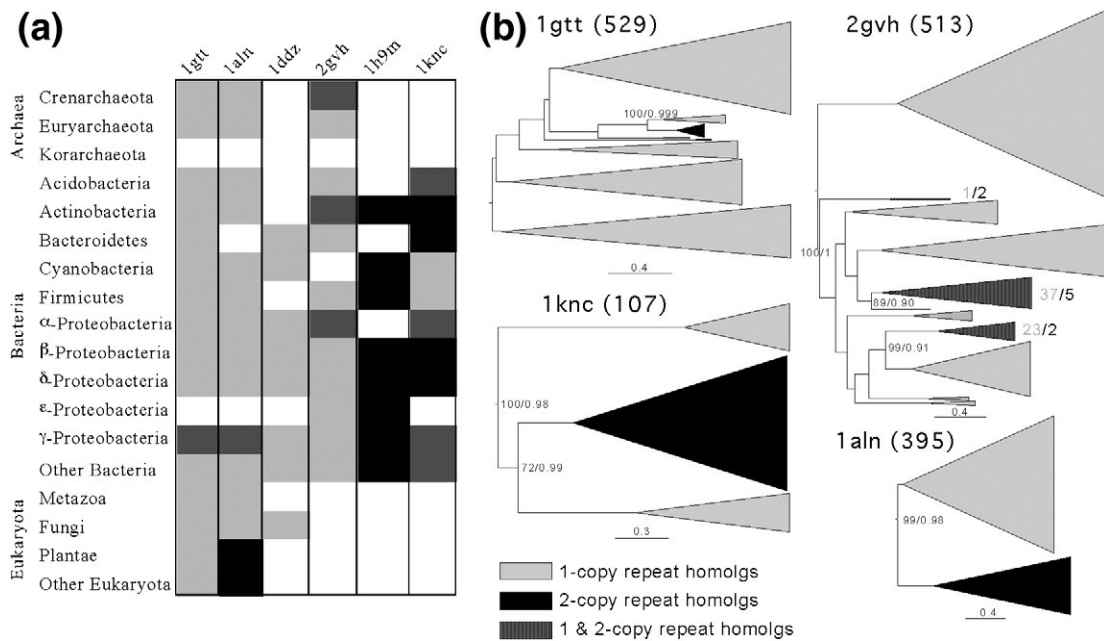 (a)
1gtt 1aln 1ddz 2gvh 1h9m 1knc
Archaea
Crenarchaeota
Euryarchaeota
Korarchaeota
Bacteria
Acidobacteria
Actinobacteria
Bacteroidetes
Cyanobacteria
Firmicutes
α-Proteobacteria
β-Proteobacteria
δ-Proteobacteria
ε-Proteobacteria
γ-Proteobacteria
Other Bacteria
Eukaryota
Metazoa
Fungi
Plantae
Other Eukaryota
(b)
1gtt (529)
100/0.999
0.4
2gvh (513)
1/2
100/1
37/5
89/0.90
23/2
99/0.91
0.4
1knc (107)
100/0.98
72/0.99
0.3
1aln (395)
99/0.98
0.4
1-copy repeat homolgs
2-copy repeat homolgs
1 & 2-copy repeat homolgs